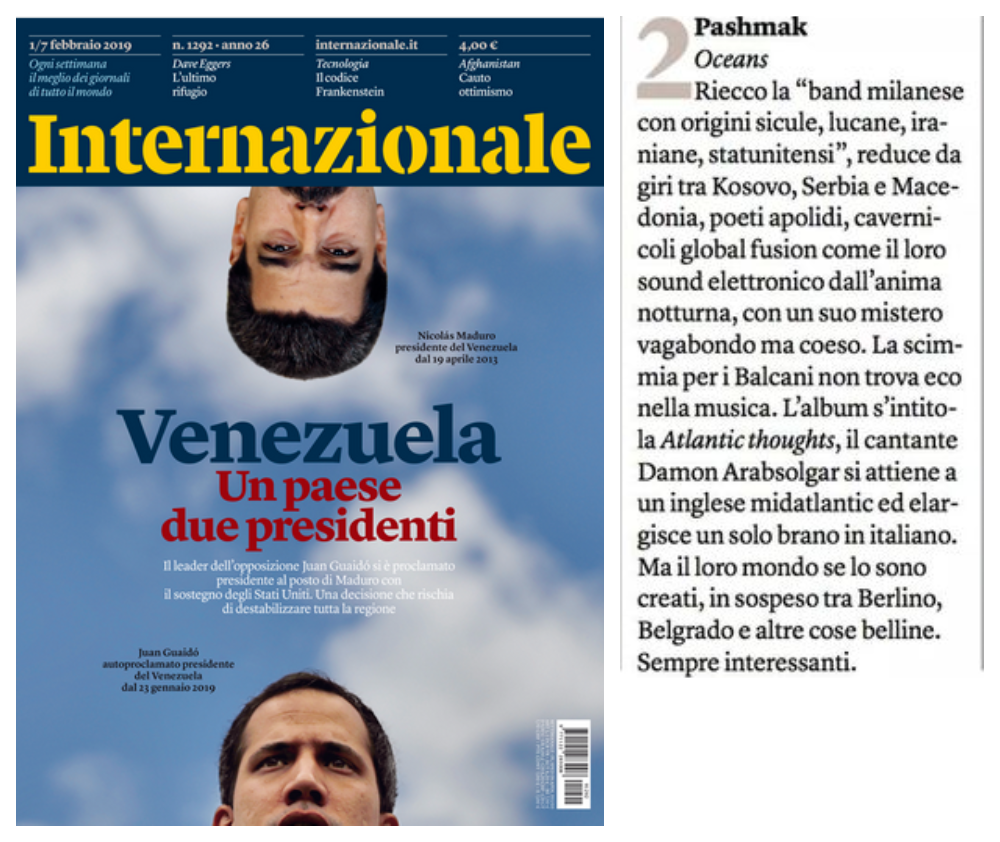 1/7 febbraio 2019
Ogni settimana
il meglio dei giornali
di tutto il mondo
n. 1292 • anno 26
Dave Eggers
L'ultimo
rifugio
internazionale.it
Tecnologia
Il codice
Frankenstein
4,00 €
Afghanistan
Cauto
ottimismo
Internazionale
Nicolás Maduro
presidente del Venezuela
dal 19 aprile 2013
Venezuela
Un paese
due presidenti
Il leader dell'opposizione Juan Guaidó si è proclamato
presidente al posto di Maduro con
il sostegno degli Stati Uniti. Una decisione che rischia
di destabilizzare tutta la regione
Juan Guaidó
autoproclamato presidente
del Venezuela
dal 23 gennaio 2019
2
Pashmak
Oceans
Riecco la “band milanese
con origini sicule, lucane, ira-
niane, statunitensi”, reduce da
giri tra Kosovo, Serbia e Mace-
donia, poeti apolidi, caverni-
coli global fusion come il loro
sound elettronico dall'anima
notturna, con un suo mistero
vagabondo ma coeso. La scim-
mia per i Balcani non trova eco
nella musica. L'album s'intito-
la Atlantic thoughts, il cantante
Damon Arabsolgar si attiene a
un inglese midatlantic ed elar-
gisce un solo brano in italiano.
Ma il loro mondo se lo sono
creati, in sospeso tra Berlino,
Belgrado e altre cose belline.
Sempre interessanti.